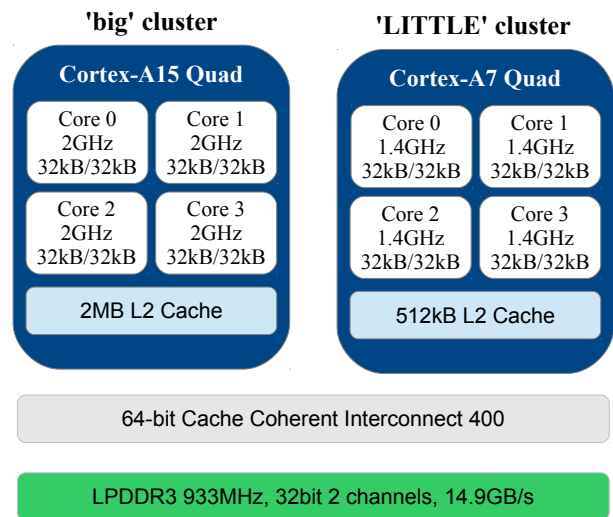 'big' cluster
Cortex-A15 Quad
Core 0
2GHz
32kB/32kB
Core 1
2GHz
32kB/32kB
Core 2
2GHz
32kB/32kB
Core 3
2GHz
32kB/32kB
2MB L2 Cache
'LITTLE' cluster
Cortex-A7 Quad
Core 0
1.4GHz
32kB/32kB
Core 1
1.4GHz
32kB/32kB
Core 2
1.4GHz
32kB/32kB
Core 3
1.4GHz
32kB/32kB
512kB L2 Cache
64-bit Cache Coherent Interconnect 400
LPDDR3 933MHz, 32bit 2 channels, 14.9GB/s